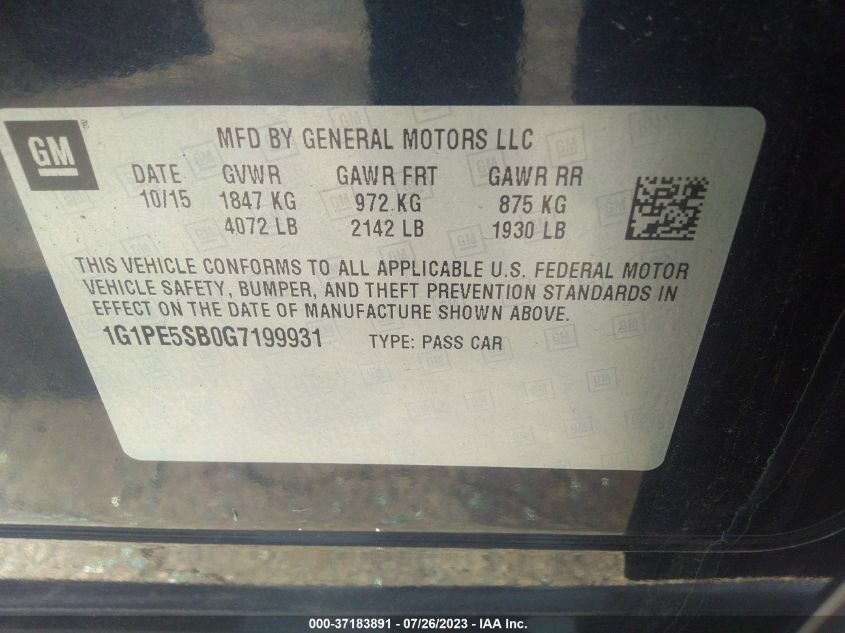 GM ®
MFD BY GENERAL MOTORS LLC
DATE GVWR GAWR FRT GAWR RR
10/15 1847 KG 972 KG 875 KG
4072 LB 2142 LB 1930 LB
THIS VEHICLE CONFORMS TO ALL APPLICABLE U.S. FEDERAL MOTOR
VEHICLE SAFETY, BUMPER, AND THEFT PREVENTION STANDARDS IN
EFFECT ON THE DATE OF MANUFACTURE SHOWN ABOVE.
1G1PE5SB0G7199931 TYPE: PASS CAR
000-37183891 / 07/26/2023 - IAA Inc.